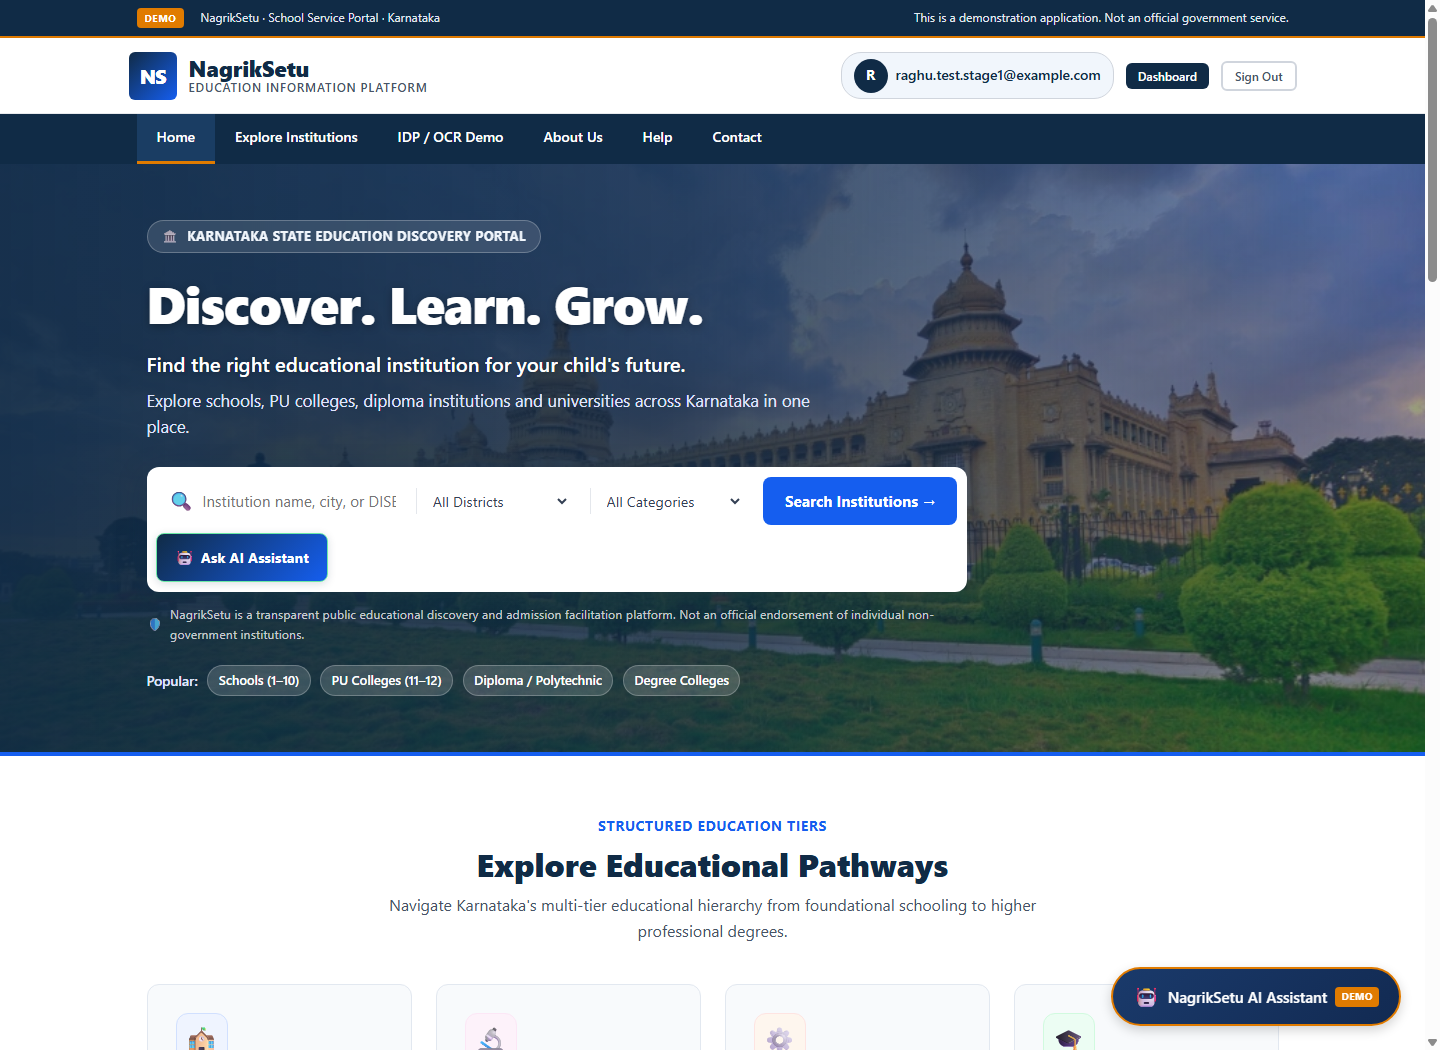 DEMO NagrikSetu · School Service Portal · Karnataka
This is a demonstration application. Not an official government service.
NS
NagrikSetu
EDUCATION INFORMATION PLATFORM
R raghu.test.stage1@example.com
Dashboard
Sign Out
Home
Explore Institutions
IDP / OCR Demo
About Us
Help
Contact
KARNATAKA STATE EDUCATION DISCOVERY PORTAL
Discover. Learn. Grow.
Find the right educational institution for your child's future.
Explore schools, PU colleges, diploma institutions and universities across Karnataka in one
place.
Institution name, city, or DISE
All Districts
All Categories
Search Institutions →
Ask AI Assistant
NagrikSetu is a transparent public educational discovery and admission facilitation platform. Not an official endorsement of individual non-
government institutions.
Popular:
Schools (1–10)
PU Colleges (11–12)
Diploma / Polytechnic
Degree Colleges
STRUCTURED EDUCATION TIERS
Explore Educational Pathways
Navigate Karnataka's multi-tier educational hierarchy from foundational schooling to higher
professional degrees.
NagrikSetu AI Assistant DEMO